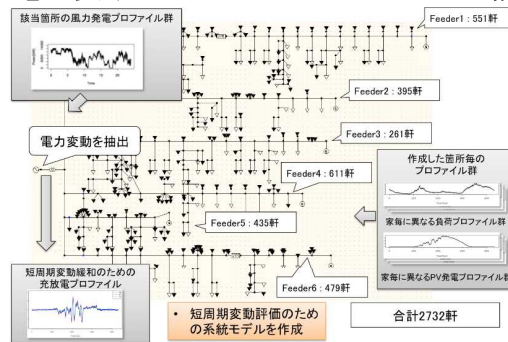 該当箇所の風力発電プロファイル群
Feeder1：551軒
Feeder2：395軒
Feeder3：261軒
電力変動を抽出
Feeder4：611軒
作成した箇所毎の
プロファイル群
家毎に異なる負荷プロファイル群
Feeder5：435軒
家毎に異なるPV発電プロファイル群
短周期変動緩和のための
充放電プロファイル
Feeder6：479軒
• 短周期変動評価のため
の系統モデルを作成
合計2732軒